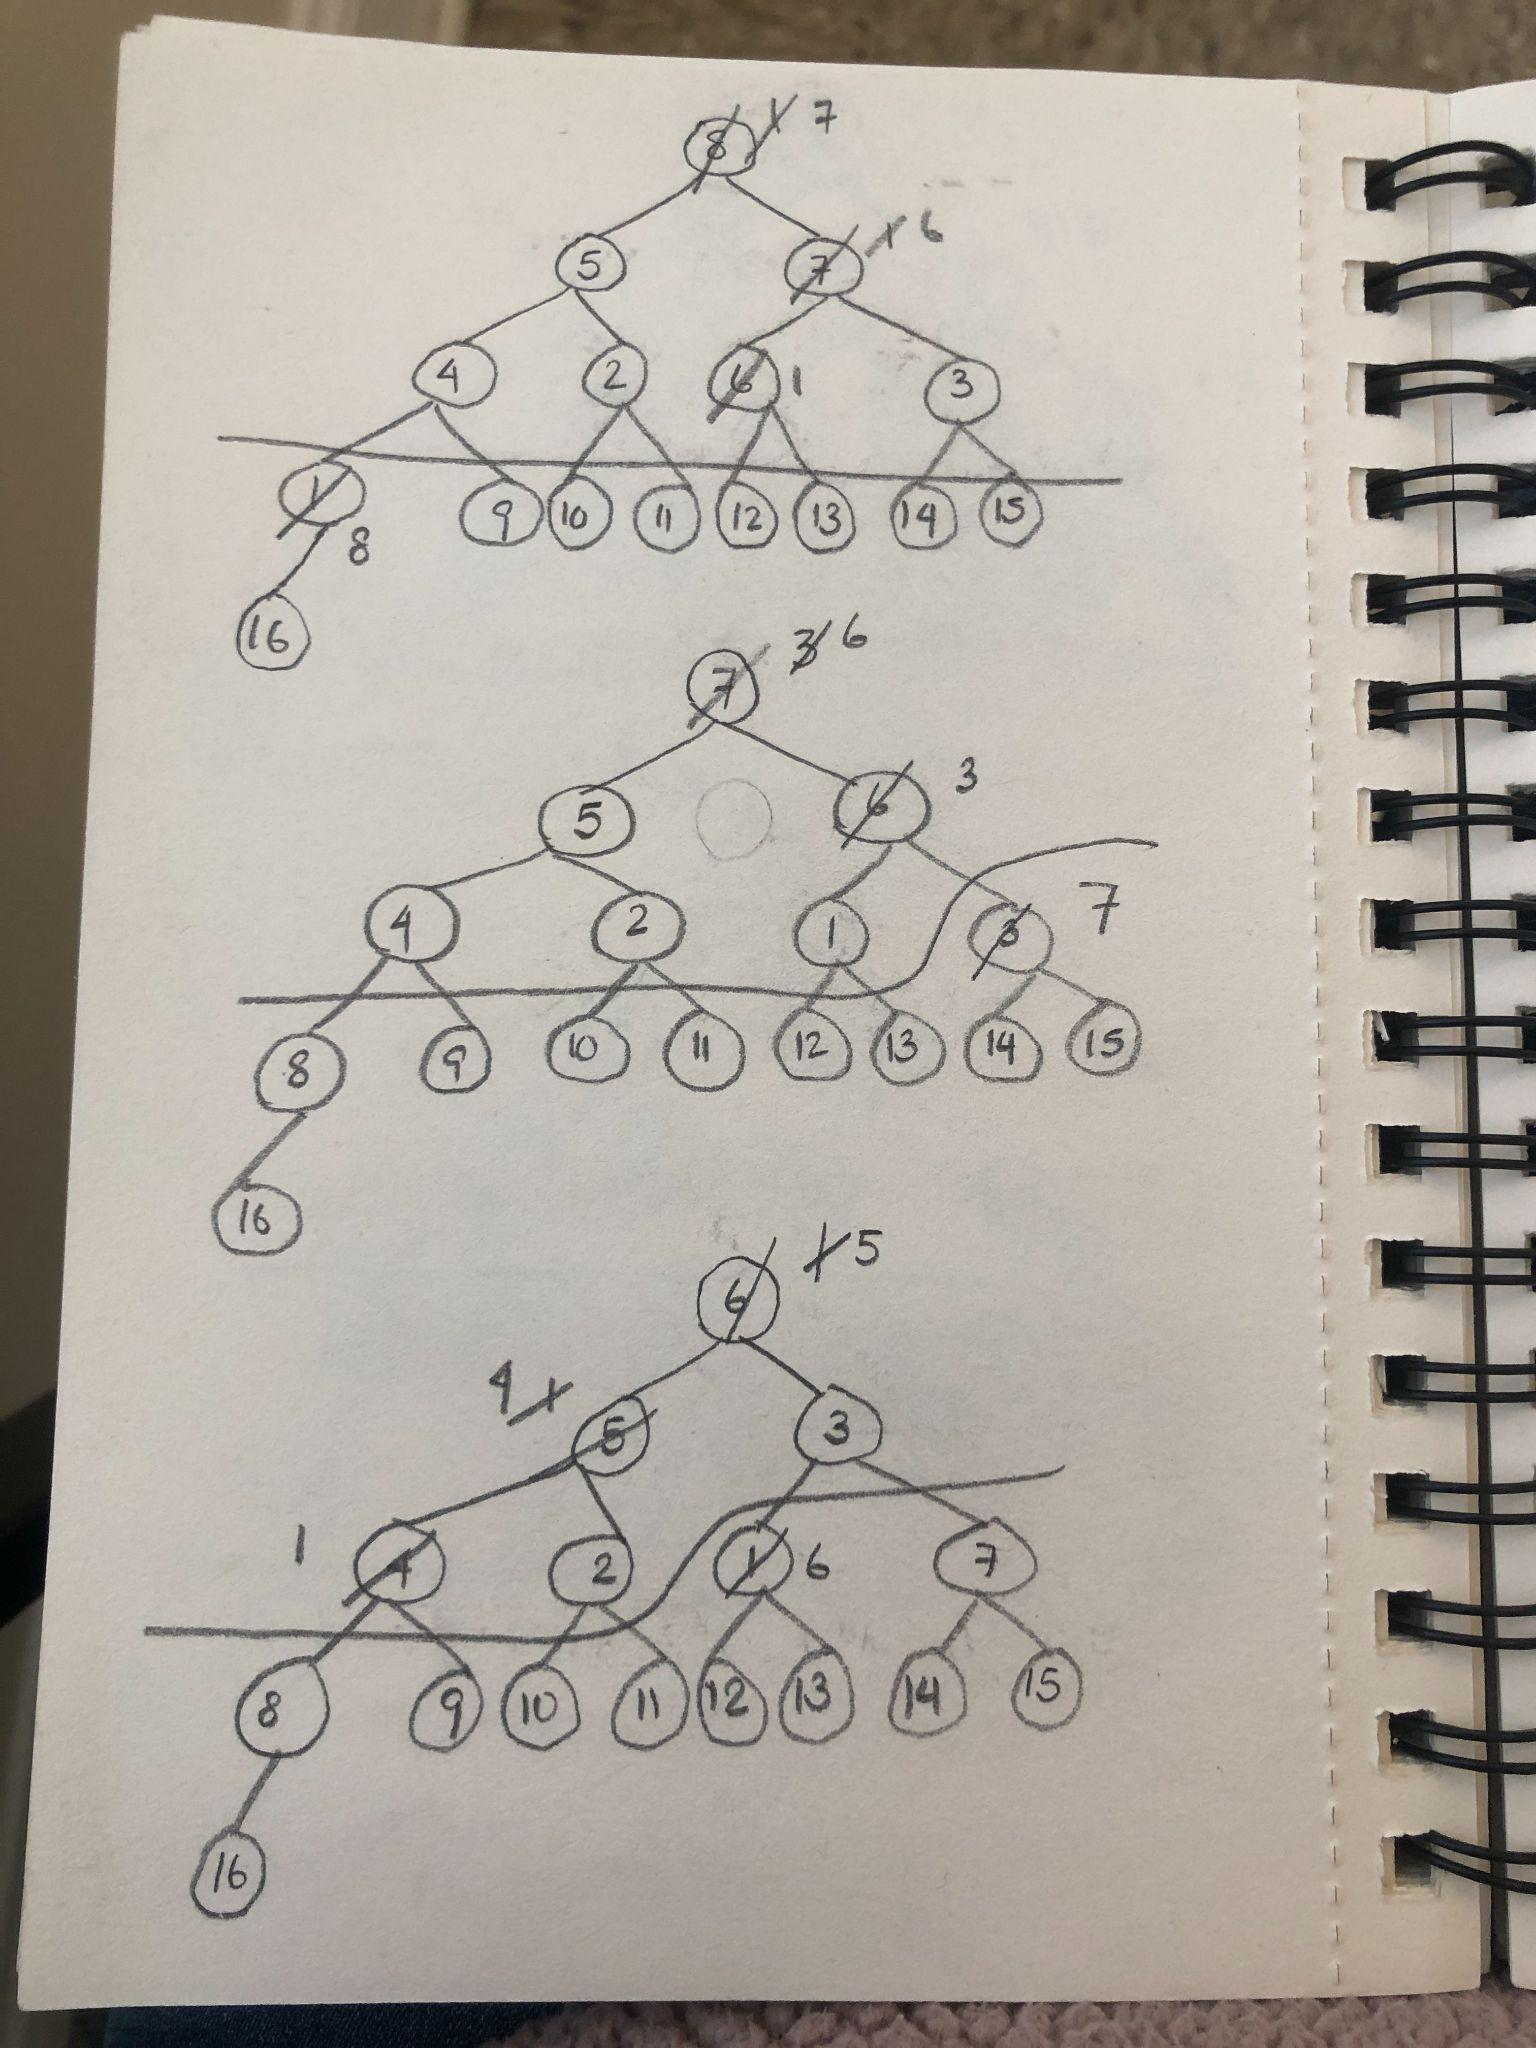 8 1 7
5 7 1 6
4 2 6 1 3
1 8 9 10 11 12 13 14 15
16
7 3 6
5 6 3
4 2 1 3 7
8 9 10 11 12 13 14 15
16
6 1 5
4 1 5 3
1 4 2 1 6 7
8 9 10 11 12 13 14 15
16